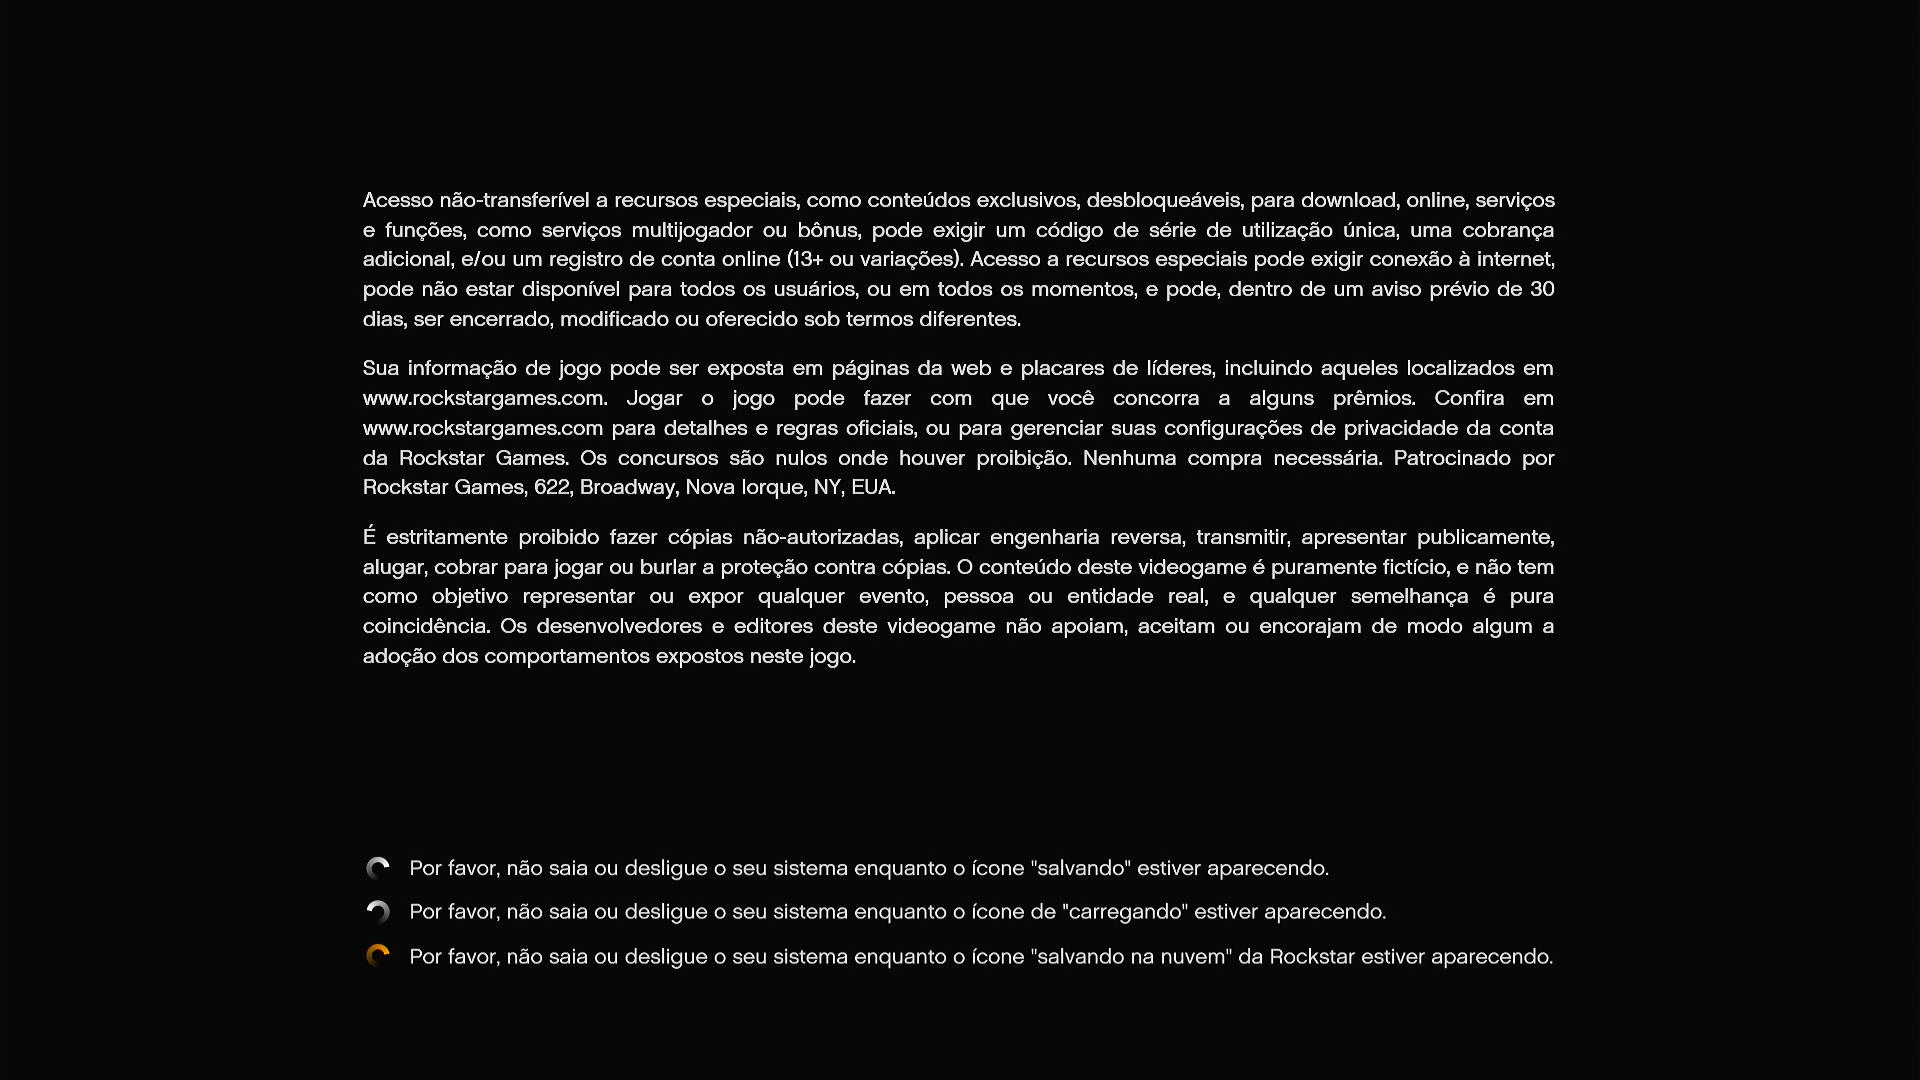 Acesso não-transferível a recursos especiais, como conteúdos exclusivos, desbloqueáveis, para download, online, serviços
e funções, como serviços multijogador ou bônus, pode exigir um código de série de utilização única, uma cobrança
adicional, e/ou um registro de conta online (13+ ou variações). Acesso a recursos especiais pode exigir conexão à internet,
pode não estar disponível para todos os usuários, ou em todos os momentos, e pode, dentro de um aviso prévio de 30
dias, ser encerrado, modificado ou oferecido sob termos diferentes.
Sua informação de jogo pode ser exposta em páginas da web e placares de líderes, incluindo aqueles localizados em
www.rockstargames.com. Jogar o jogo pode fazer com que você concorra a alguns prêmios. Confira em
www.rockstargames.com para detalhes e regras oficiais, ou para gerenciar suas configurações de privacidade da conta
da Rockstar Games. Os concursos são nulos onde houver proibição. Nenhuma compra necessária. Patrocinado por
Rockstar Games, 622, Broadway, Nova Iorque, NY, EUA.
É estritamente proibido fazer cópias não-autorizadas, aplicar engenharia reversa, transmitir, apresentar publicamente,
alugar, cobrar para jogar ou burlar a proteção contra cópias. O conteúdo deste videogame é puramente fictício, e não tem
como objetivo representar ou expor qualquer evento, pessoa ou entidade real, e qualquer semelhança é pura
coincidência. Os desenvolvedores e editores deste videogame não apoiam, aceitam ou encorajam de modo algum a
adoção dos comportamentos expostos neste jogo.
Por favor, não saia ou desligue o seu sistema enquanto o ícone "salvando" estiver aparecendo.
Por favor, não saia ou desligue o seu sistema enquanto o ícone de "carregando" estiver aparecendo.
Por favor, não saia ou desligue o seu sistema enquanto o ícone "salvando na nuvem" da Rockstar estiver aparecendo.